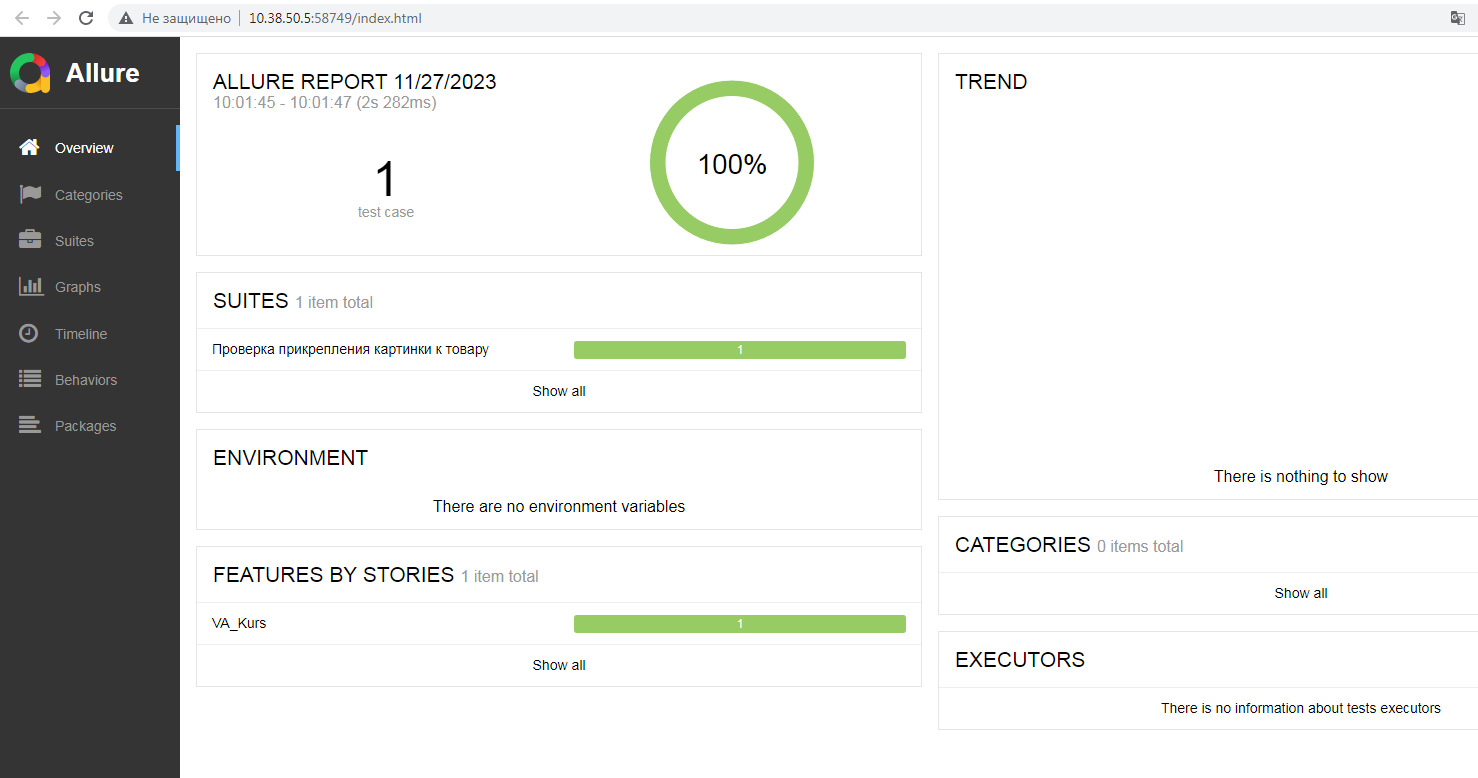 Не защищено
10.38.50.5:58749/index.html
Allure
Overview
Categories
Suites
Graphs
Timeline
Behaviors
Packages
ALLURE REPORT 11/27/2023
10:01:45 - 10:01:47 (2s 282ms)
1
test case
100%
SUITES 1 item total
Проверка прикрепления картинки к товару 1
Show all
ENVIRONMENT
There are no environment variables
FEATURES BY STORIES 1 item total
VA_Kurs 1
Show all
TREND
There is nothing to show
CATEGORIES 0 items total
Show all
EXECUTORS
There is no information about tests executors